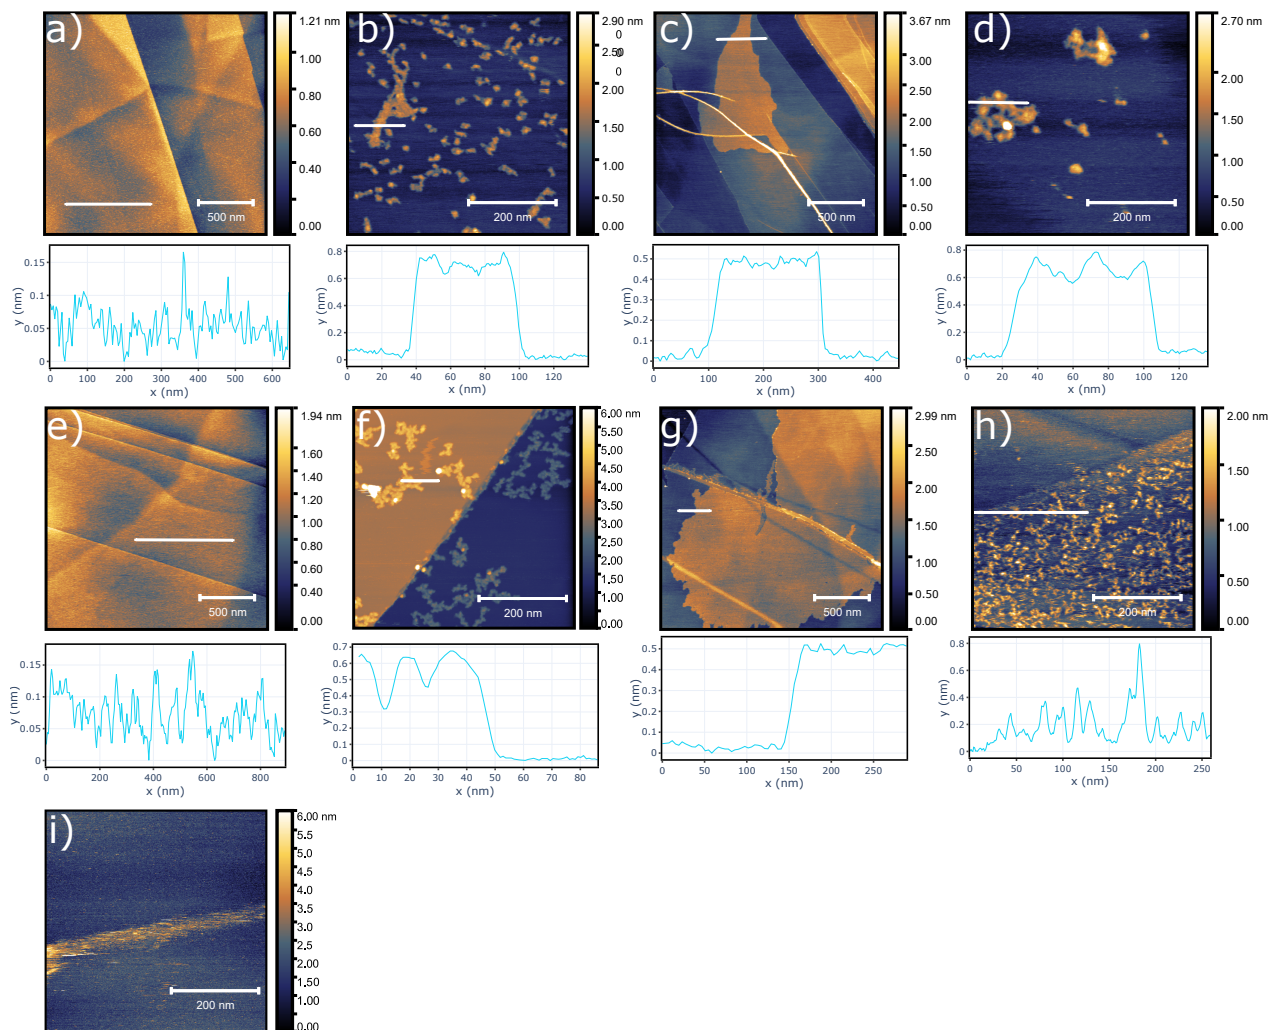 a)
500 nm
1.21 nm
1.00
0.80
0.60
0.40
0.00
b)
200 nm
2.90 nm
0
2.50
0
2.00
1.50
1.00
0.50
0.00
c)
500 nm
3.67 nm
3.00
2.50
2.00
1.50
1.00
0.50
0.00
d)
200 nm
2.70 nm
2.00
1.50
1.00
0.50
0.00
y (nm)
0.15
0.1
0.05
0
0 100 200 300 400 500 600
x (nm)
y (nm)
0.8
0.6
0.4
0.2
0
0 20 40 60 80 100 120
x (nm)
y (nm)
0.5
0.4
0.3
0.2
0.1
0
0 100 200 300 400
x (nm)
y (nm)
0.8
0.6
0.4
0.2
0
0 20 40 60 80 100 120
x (nm)
e)
500 nm
1.94 nm
1.60
1.40
1.20
1.00
0.80
0.60
0.40
0.00
f)
200 nm
6.00 nm
5.50
5.00
4.50
4.00
3.50
3.00
2.50
2.00
1.50
1.00
0.00
g)
500 nm
2.99 nm
2.50
2.00
1.50
1.00
0.50
0.00
h)
200 nm
2.00 nm
1.50
1.00
0.50
0.00
y (nm)
0.15
0.1
0.05
0
0 200 400 600 800
x (nm)
y (nm)
0.7
0.6
0.5
0.4
0.3
0.2
0.1
0
0 10 20 30 40 50 60 70 80
x (nm)
y (nm)
0.5
0.4
0.3
0.2
0.1
0
0 50 100 150 200 250
x (nm)
y (nm)
0.8
0.6
0.4
0.2
0
0 50 100 150 200 250
x (nm)
i)
200 nm
6.00 nm
5.5
5.0
4.5
4.0
3.5
3.0
2.5
2.00
1.50
1.00
0.00